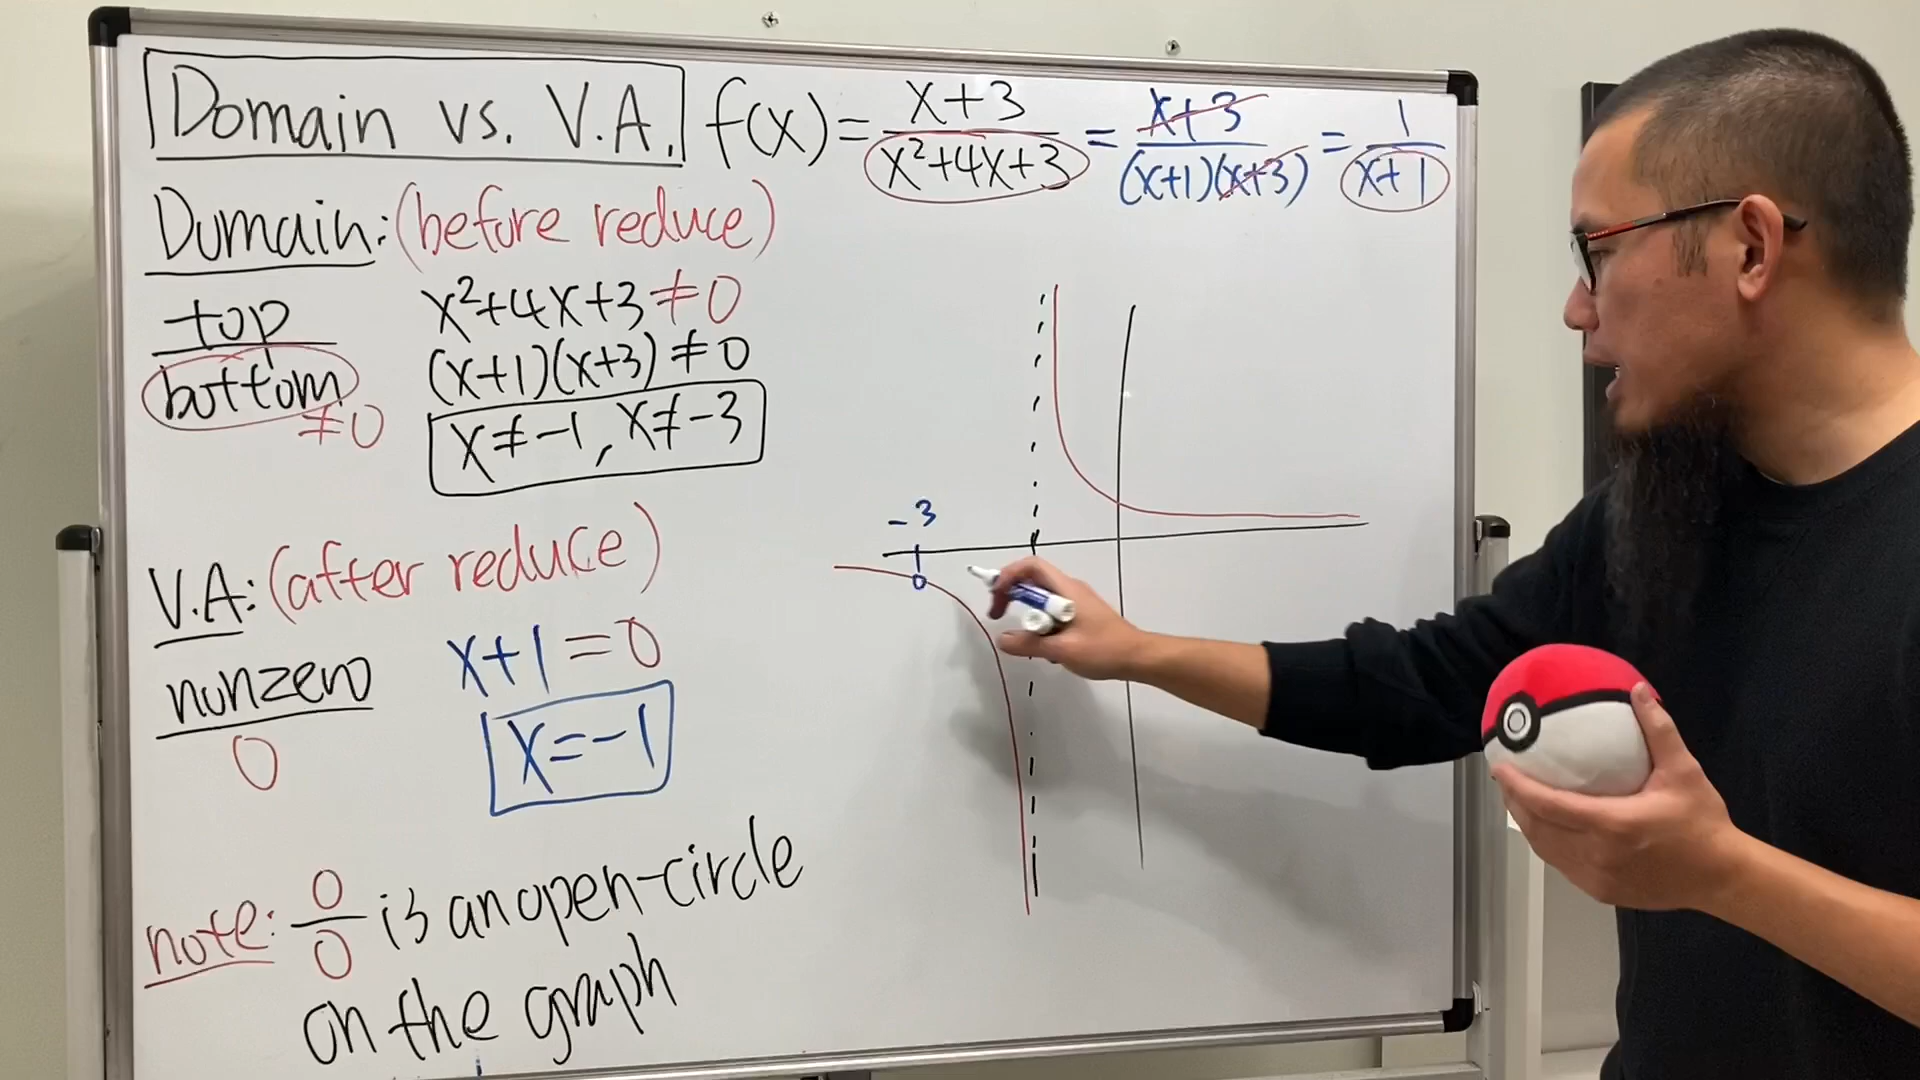 Domain vs. V.A.
f(x) = x+3 / x²+4x+3 = x+3 / (x+1)(x+3) = 1 / x+1
Dumain: (before reduce)
top / bottom ≠0
x²+4x+3 ≠ 0
(x+1)(x+3) ≠ 0
x ≠ -1, x ≠ -3
V.A: (after reduce)
nonzero / 0
x+1 = 0
x = -1
note: 0/0 is an open-circle
on the graph
-3